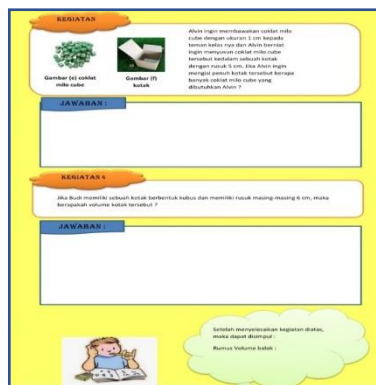 KEGIATAN
Alvin ingin membawakan coklat milo
cube dengan ukuran 1 cm kepada
teman kelas nya dan Alvin berniat
ingin menyusun coklat milo cube
tersebut kedalam sebuah kotak
dengan rusuk 5 cm. Jika Alvin ingin
mengisi penuh kotak tersebut berapa
banyak coklat milo cube yang
dibutuhkan Alvin ?
Gambar (e) coklat
milo cube
Gambar (f)
kotak
JAWABAN :
KEGIATAN 4
Jika Budi memiliki sebuah kotak berbentuk kubus dan memiliki rusuk masing-masing 6 cm, maka
berapakah volume kotak tersebut ?
JAWABAN :
Setelah menyelesaikan kegiatan diatas,
maka dapat disimpul :
Rumus Volume balok :